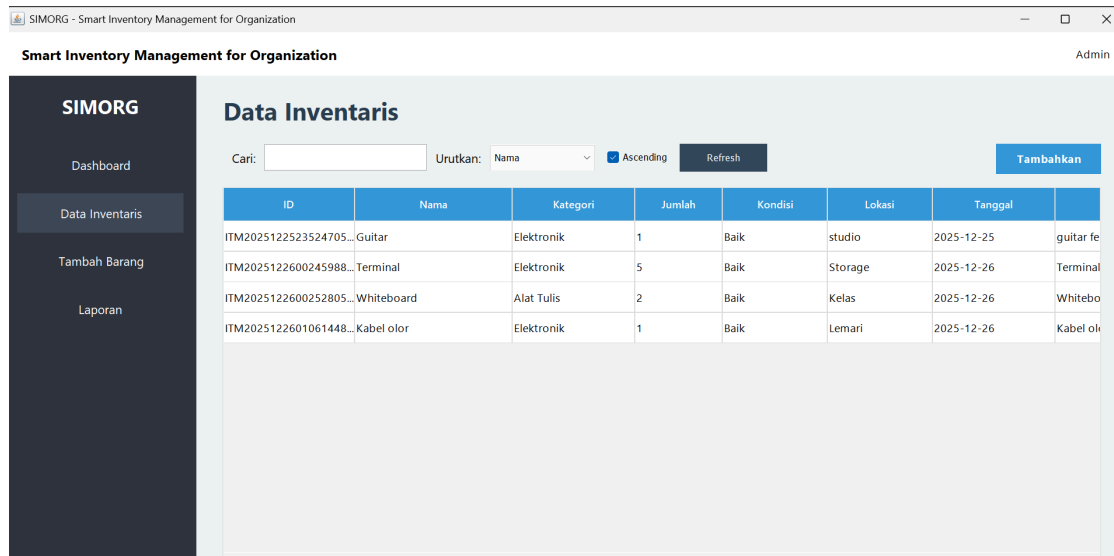 SIMORG - Smart Inventory Management for Organization
Smart Inventory Management for Organization
Admin
SIMORG
Dashboard
Data Inventaris
Tambah Barang
Laporan
Data Inventaris
Cari: Urutkan: Nama Ascending Refresh Tambahkan
ID Nama Kategori Jumlah Kondisi Lokasi Tanggal
ITM2025122523524705... Guitar Elektronik 1 Baik studio 2025-12-25 guitar fe
ITM2025122600245988... Terminal Elektronik 5 Baik Storage 2025-12-26 Terminal
ITM2025122600252805... Whiteboard Alat Tulis 2 Baik Kelas 2025-12-26 Whitebo
ITM2025122601061448... Kabel olor Elektronik 1 Baik Lemari 2025-12-26 Kabel ol